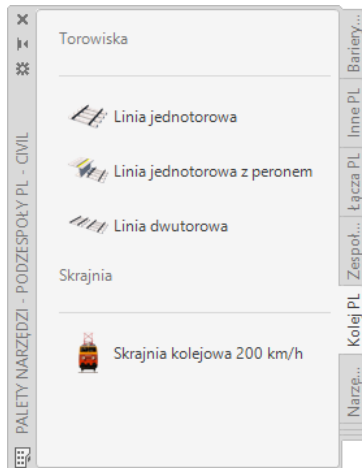 Torowiska
Linia jednotorowa
Linia jednotorowa z peronem
Linia dwutorowa
Skrajnia
Skrajnia kolejowa 200 km/h
PALETY NARZĘDZI - PODZESPOŁY PL - CIVIL
Bariery...
Inne PL
Łącza PL
Zespoł...
Kolej PL
Narzę...